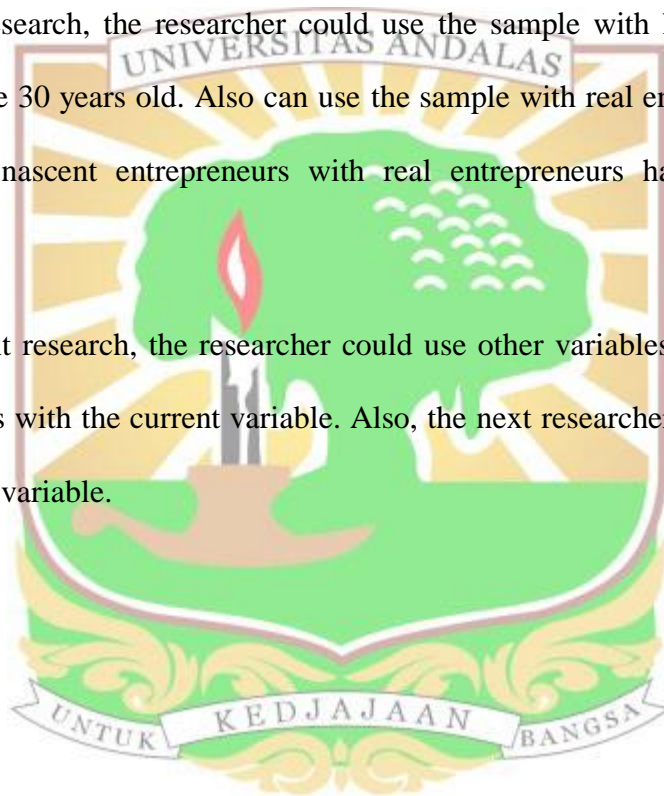 search, the researcher could use the sample with
UNIVERSITAS ANDALAS
30 years old. Also can use the sample with real
nascent entrepreneurs with real entrepreneurs
research, the researcher could use other variables
with the current variable. Also, the next researcher
variable.
UNTUK KEDJAJAAN BANGSA